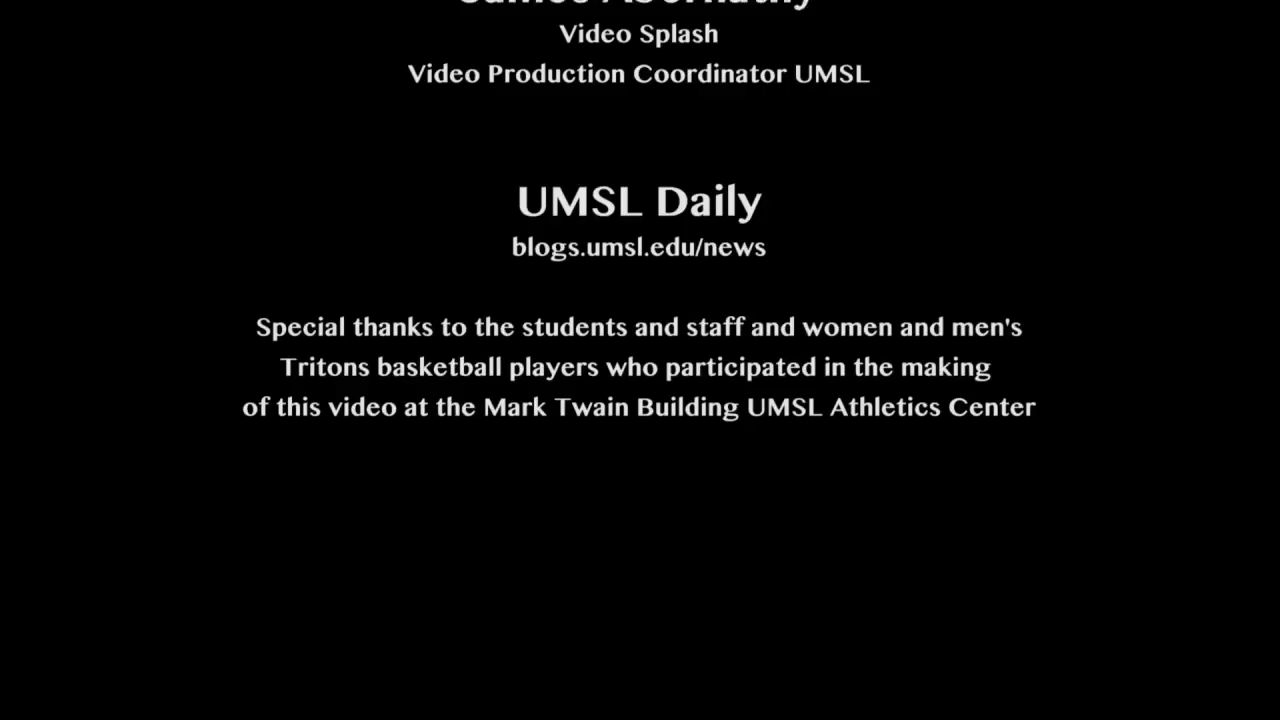 Video Splash
Video Production Coordinator UMSL
UMSL Daily
blogs.umsl.edu/news
Special thanks to the students and staff and women and men's
Tritons basketball players who participated in the making
of this video at the Mark Twain Building UMSL Athletics Center